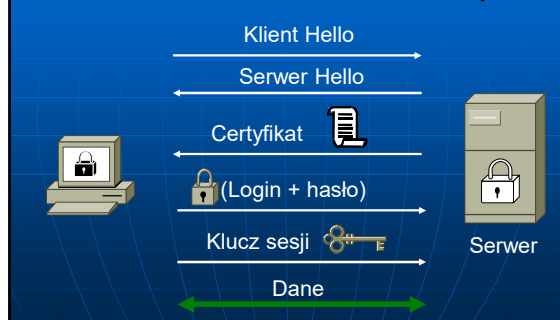 Klient Hello
Serwer Hello
Certyfikat
(Login + hasło)
Klucz sesji
Serwer
Dane